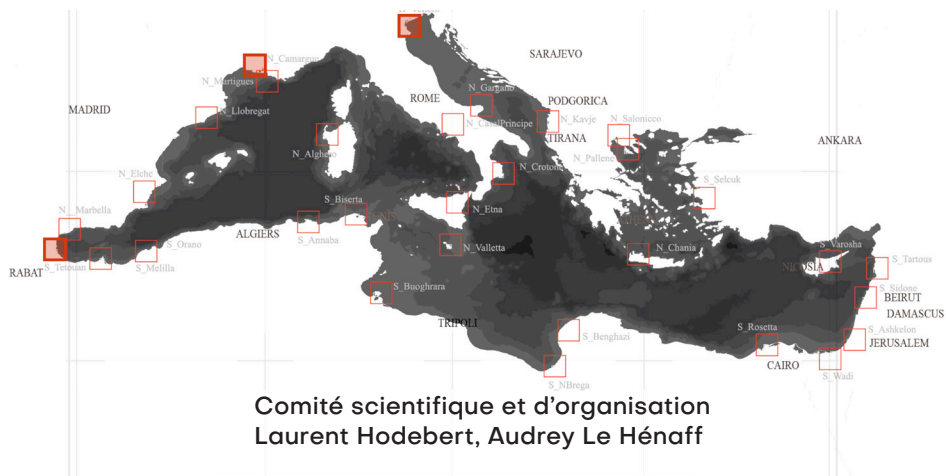 N_Camargue
SARAJEVO
N_Martigues
N_Gargano
MADRID
ROME
PODGORICA
N_Llobregat
N_CastlPrincipe
N_Kavje
N_Salonicco
TIRANA
ANKARA
N_Alghero
N_Pallene
N_Elche
N_Crotone
S_Selcuk
S_Biserta
N_Etna
N_Marbella
ALGIERS
S_Annaba
S_Orano
N_Valletta
N_Chania
S_Varosha
NICOSIA
S_Tartous
RABAT
S_Tetouan
S_Melilla
S_Sidone
S_Buoghrara
BEIRUT
DAMASCUS
TRIPOLI
S_Benghazi
S_Rosetta
S_Ashkelon
JERUSALEM
CAIRO
S_NBrega
S_Wadi
Comité scientifique et d’organisation
Laurent Hodebert, Audrey Le Hénaff